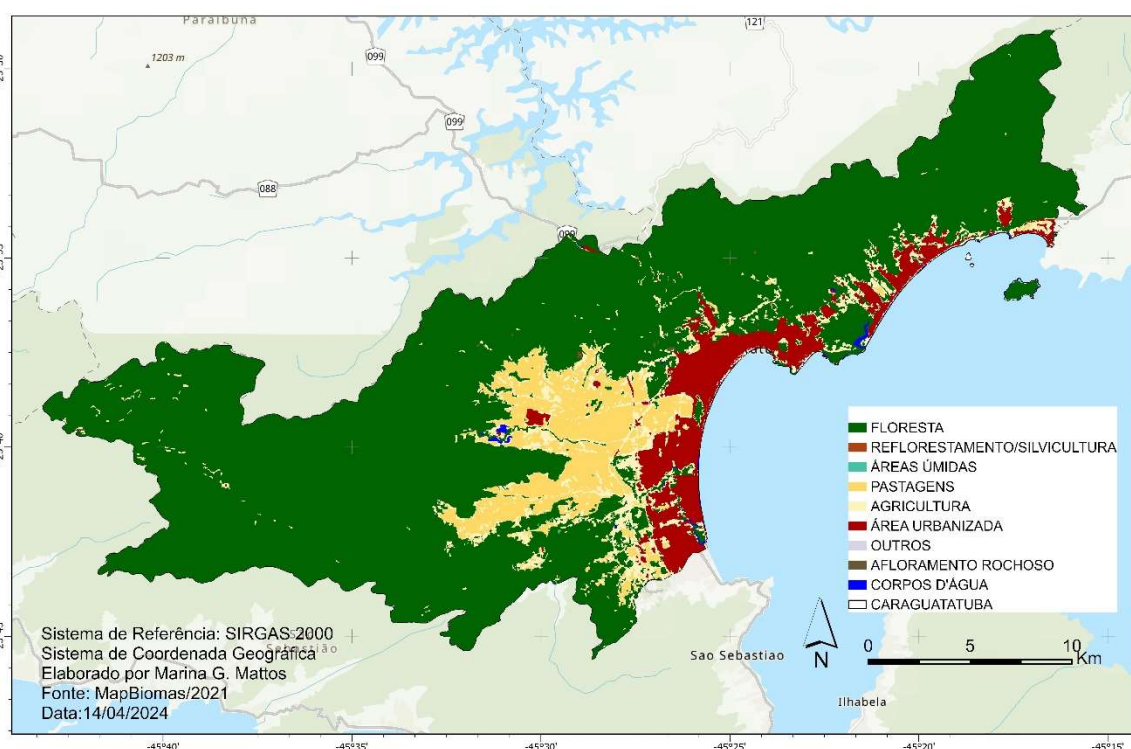 Paraibuna
121
1203 m
099
099
088
099
FLORESTA
REFLORESTAMENTO/SILVICULTURA
ÁREAS ÚMIDAS
PASTAGENS
AGRICULTURA
ÁREA URBANIZADA
OUTROS
AFLORAMENTO ROCHOSO
CORPOS D'ÁGUA
CARAGUATATUBA
Sistema de Referência: SIRGAS 2000
Sistema de Coordenada Geográfica
Sebastião
Elaborado por Marina G. Mattos
Fonte: MapBiomas/2021
Data:14/04/2024
Sao Sebastiao
N
0 5 10
Km
Ilhabela
-45°40' -45°35' -45°30' -45°25' -45°20' -45°15'